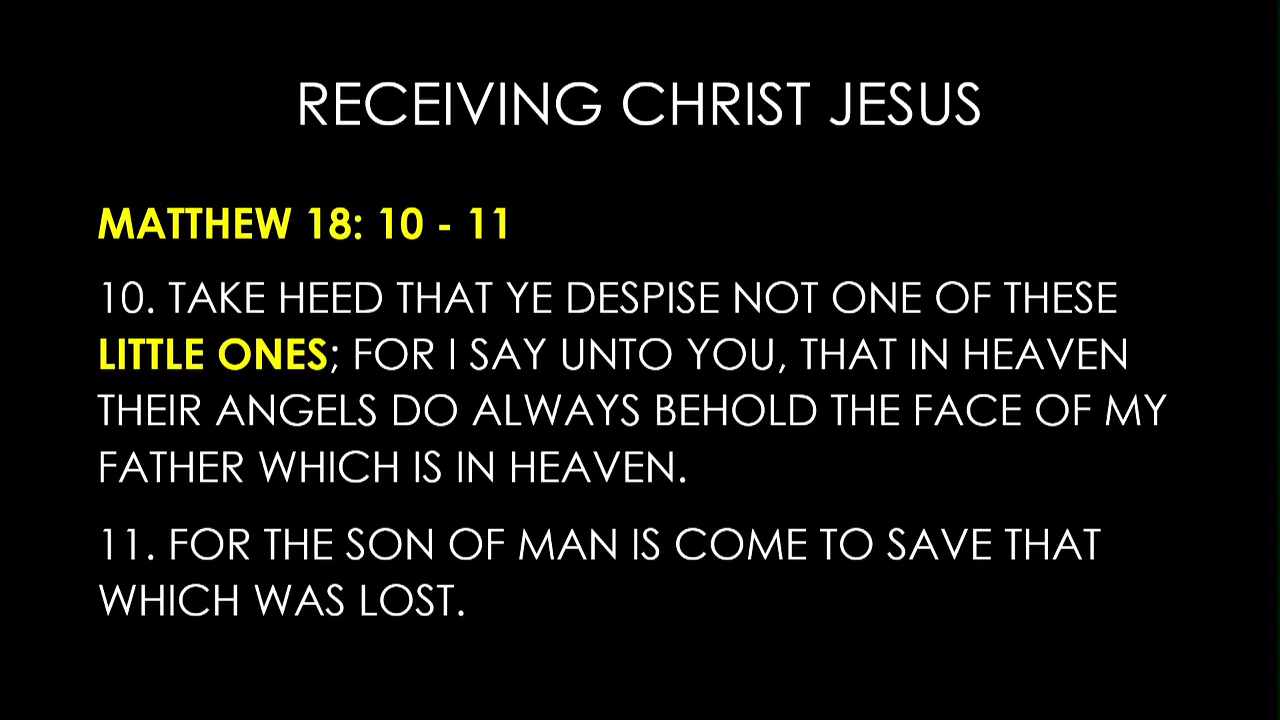 RECEIVING CHRIST JESUS
MATTHEW 18: 10 - 11
10. TAKE HEED THAT YE DESPISE NOT ONE OF THESE
LITTLE ONES; FOR I SAY UNTO YOU, THAT IN HEAVEN
THEIR ANGELS DO ALWAYS BEHOLD THE FACE OF MY
FATHER WHICH IS IN HEAVEN.
11. FOR THE SON OF MAN IS COME TO SAVE THAT
WHICH WAS LOST.